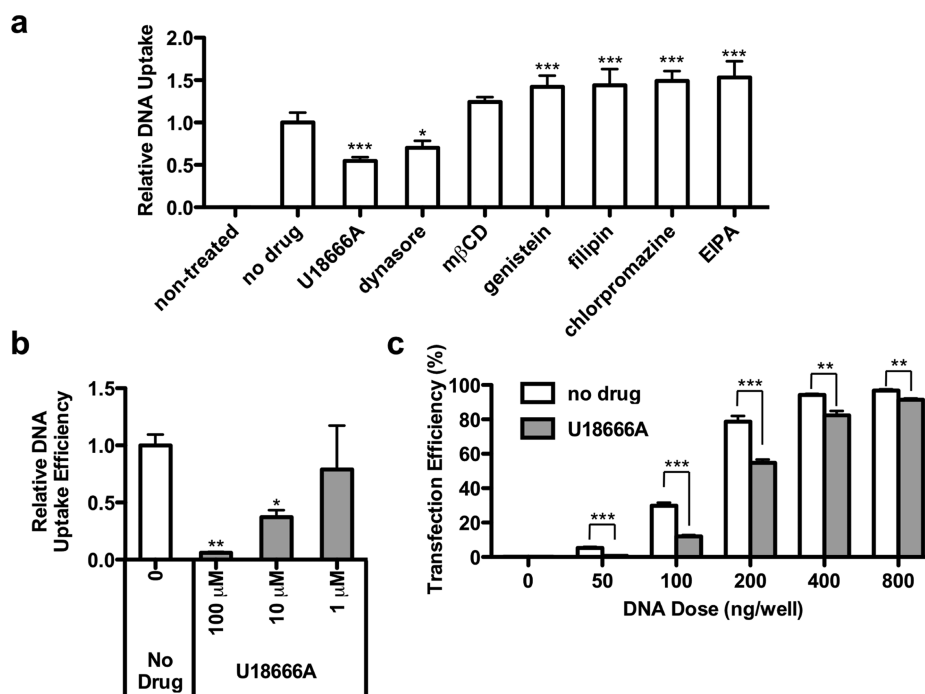 a
Relative DNA Uptake
2.0
1.5
1.0
0.5
0.0
***
*
***
***
***
***
non-treated
no drug
U18666A
dynasore
mβCD
genistein
filipin
chlorpromazine
EIPA
b
Relative DNA
Uptake Efficiency
1.5
1.0
0.5
0.0
**
*
0
100 μM
10 μM
1 μM
No
Drug
U18666A
c
Transfection Efficiency (%)
100
80
60
40
20
0
no drug
U18666A
***
***
***
**
**
0
50
100
200
400
800
DNA Dose (ng/well)